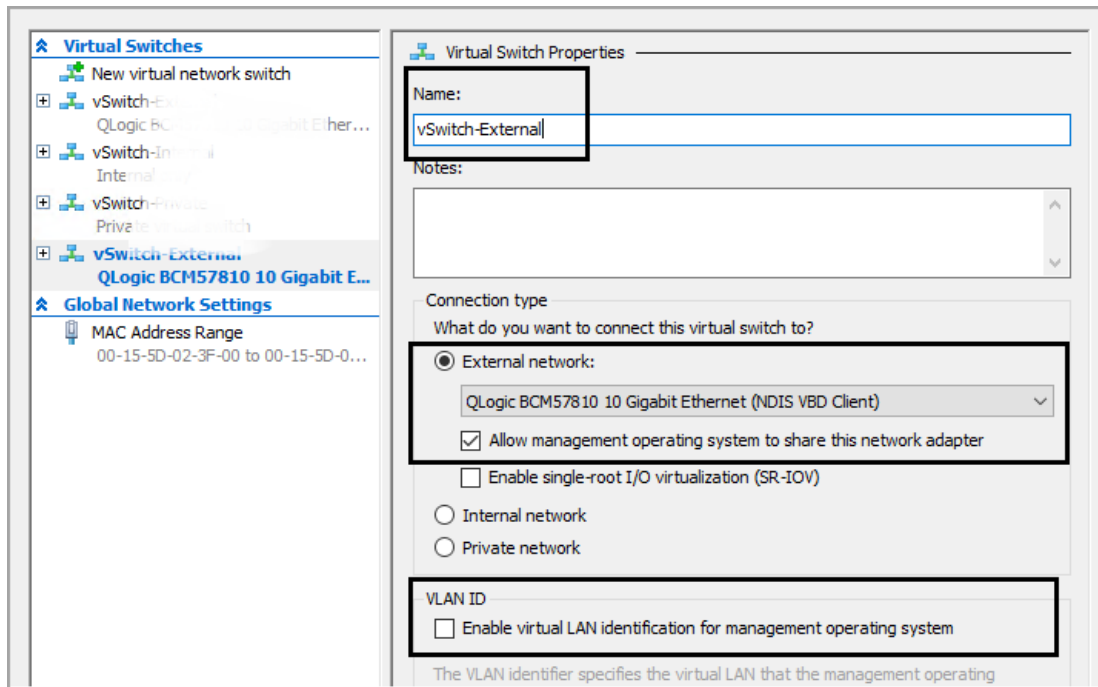 Virtual Switches
New virtual network switch
vSwitch-
QLogic Ether...
vSwitch-
vSwitch-
vSwitch-External
QLogic BCM57810 10 Gigabit E...
Global Network Settings
MAC Address Range
00-15-5D-02-3F-00 to 00-15-5D-0...
Virtual Switch Properties
Name:
vSwitch-External
Notes:
Connection type
What do you want to connect this virtual switch to?
External network:
QLogic BCM57810 10 Gigabit Ethernet (NDIS VBD Client)
Allow management operating system to share this network adapter
Enable single-root I/O virtualization (SR-IOV)
Internal network
Private network
VLAN ID
Enable virtual LAN identification for management operating system
The VLAN identifier specifies the virtual LAN that the management operating